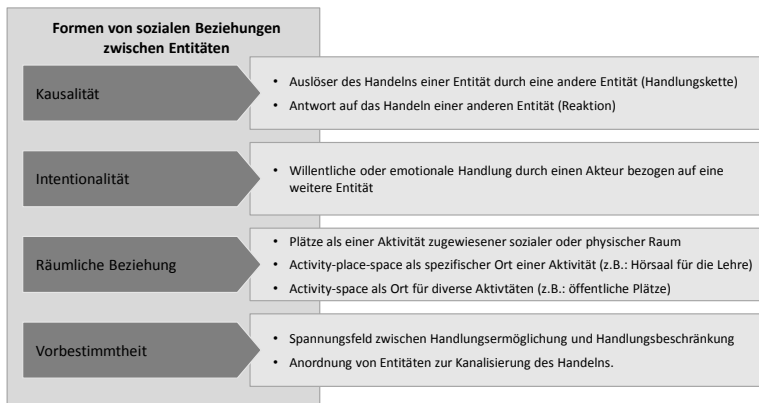 Formen von sozialen Beziehungen
zwischen Entitäten
Kausalität
• Auslöser des Handelns einer Entität durch eine andere Entität (Handlungskette)
• Antwort auf das Handeln einer anderen Entität (Reaktion)
Intentionalität
• Willentliche oder emotionale Handlung durch einen Akteur bezogen auf eine
weitere Entität
Räumliche Beziehung
• Plätze als einer Aktivität zugewiesener sozialer oder physischer Raum
• Activity-place-space als spezifischer Ort einer Aktivität (z.B.: Hörsaal für die Lehre)
• Activity-space als Ort für diverse Aktivtäten (z.B.: öffentliche Plätze)
Vorbestimmtheit
• Spannungsfeld zwischen Handlungsermöglichung und Handlungsbeschränkung
• Anordnung von Entitäten zur Kanalisierung des Handelns.